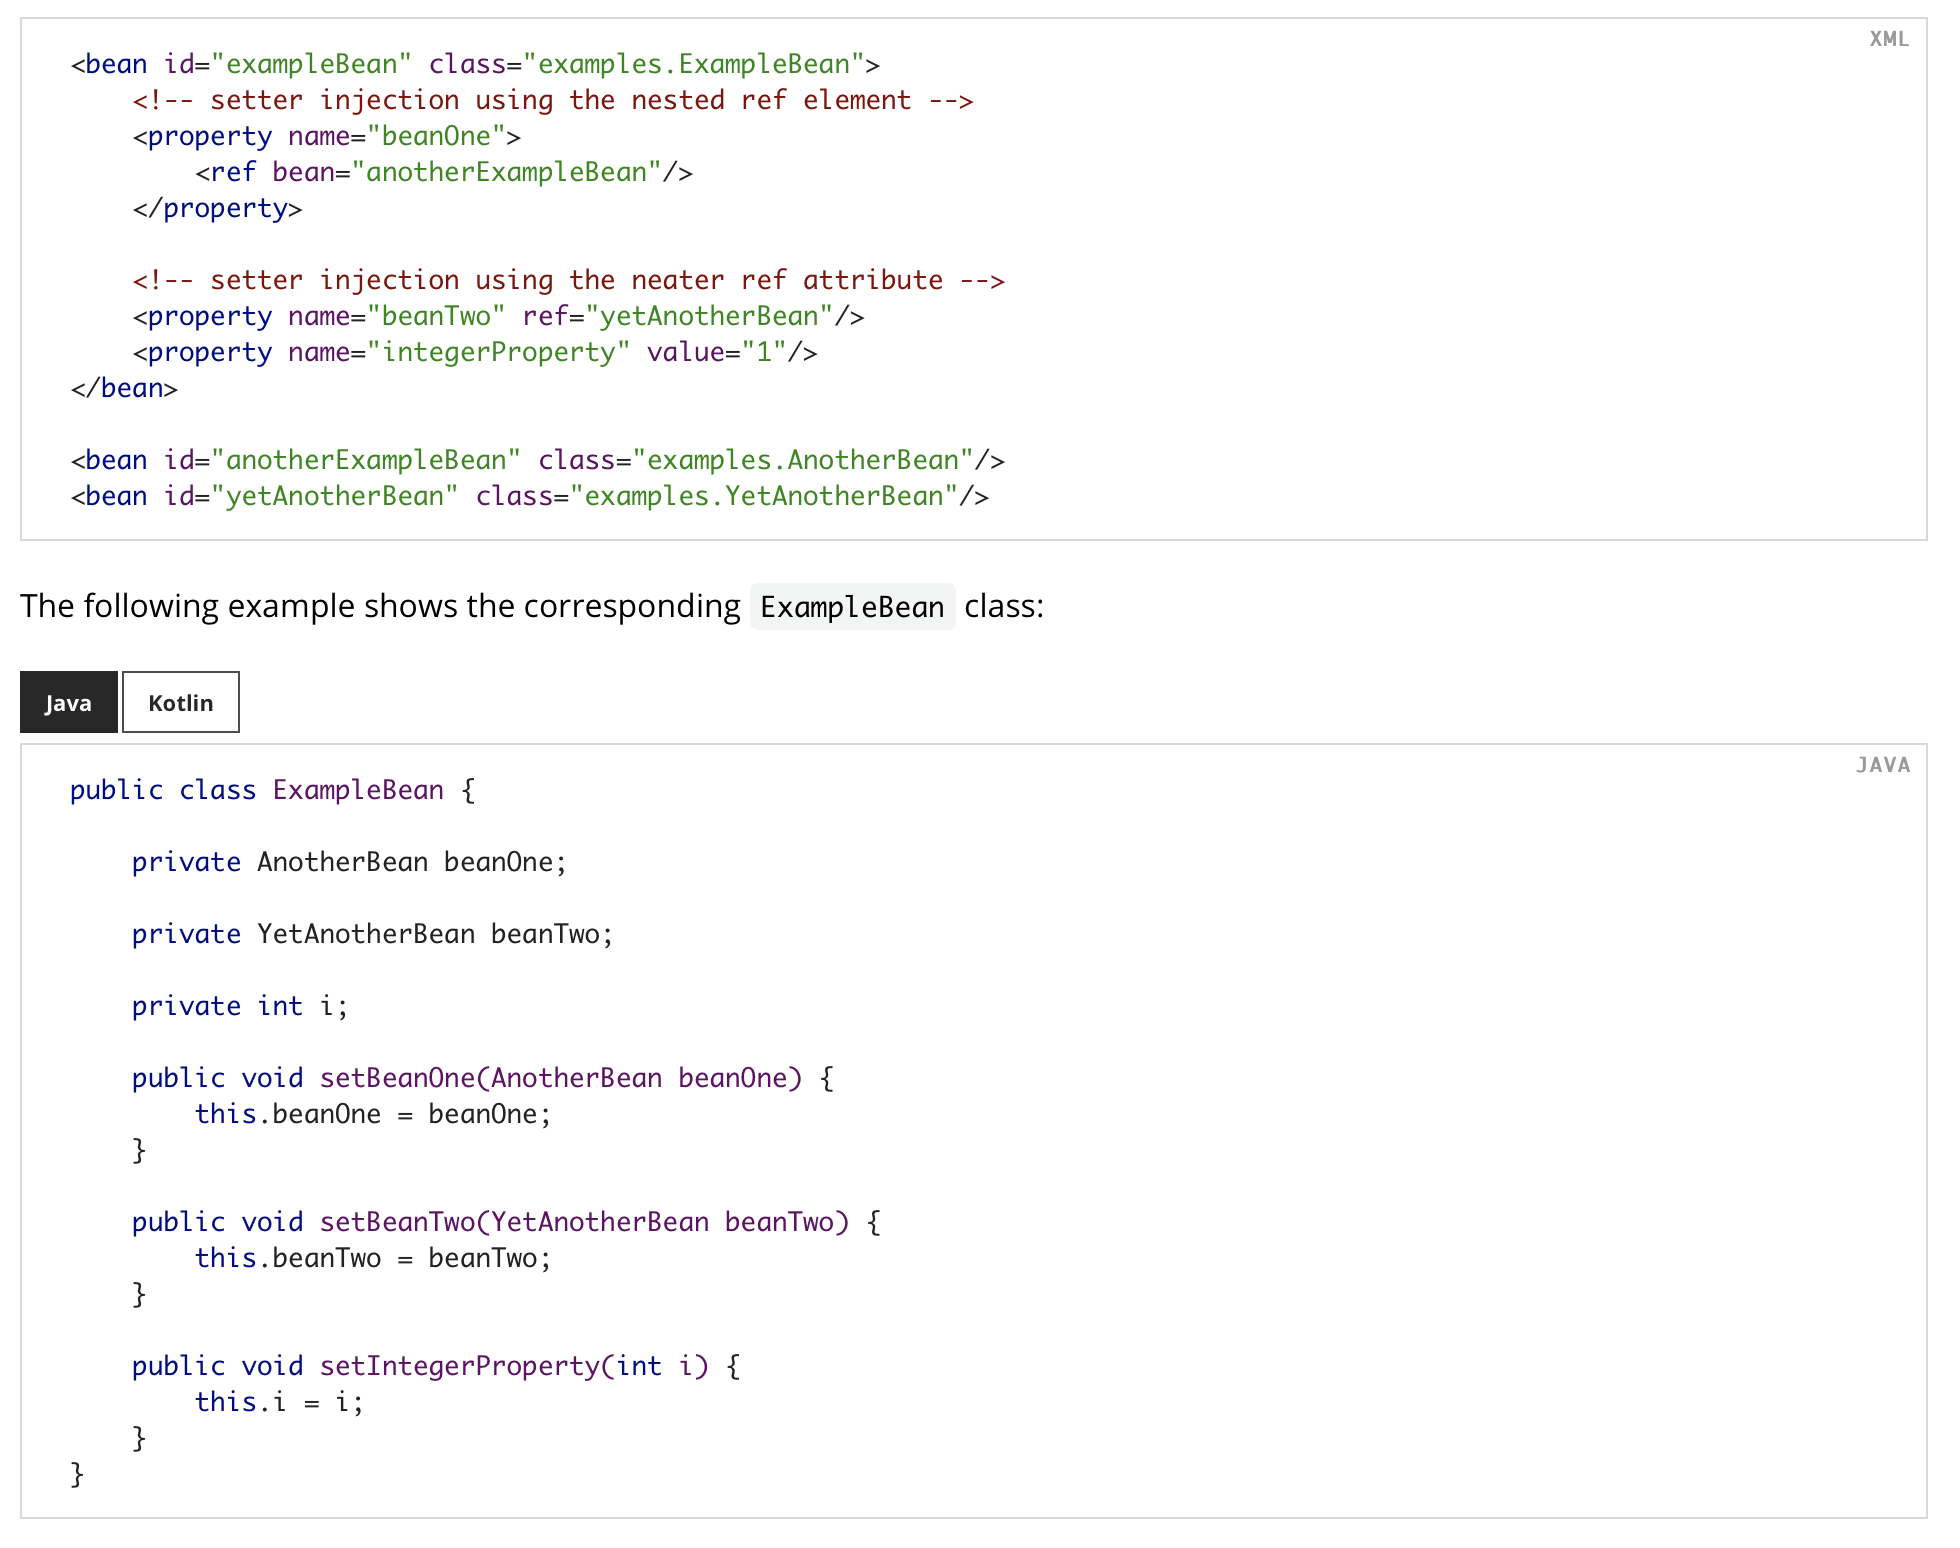 XML
<bean id="exampleBean" class="examples.ExampleBean">
    <!-- setter injection using the nested ref element -->
    <property name="beanOne">
        <ref bean="anotherExampleBean"/>
    </property>

    <!-- setter injection using the neater ref attribute -->
    <property name="beanTwo" ref="yetAnotherBean"/>
    <property name="integerProperty" value="1"/>
</bean>

<bean id="anotherExampleBean" class="examples.AnotherBean"/>
<bean id="yetAnotherBean" class="examples.YetAnotherBean"/>

The following example shows the corresponding ExampleBean class:

Java Kotlin
JAVA
public class ExampleBean {

    private AnotherBean beanOne;

    private YetAnotherBean beanTwo;

    private int i;

    public void setBeanOne(AnotherBean beanOne) {
        this.beanOne = beanOne;
    }

    public void setBeanTwo(YetAnotherBean beanTwo) {
        this.beanTwo = beanTwo;
    }

    public void setIntegerProperty(int i) {
        this.i = i;
    }
}